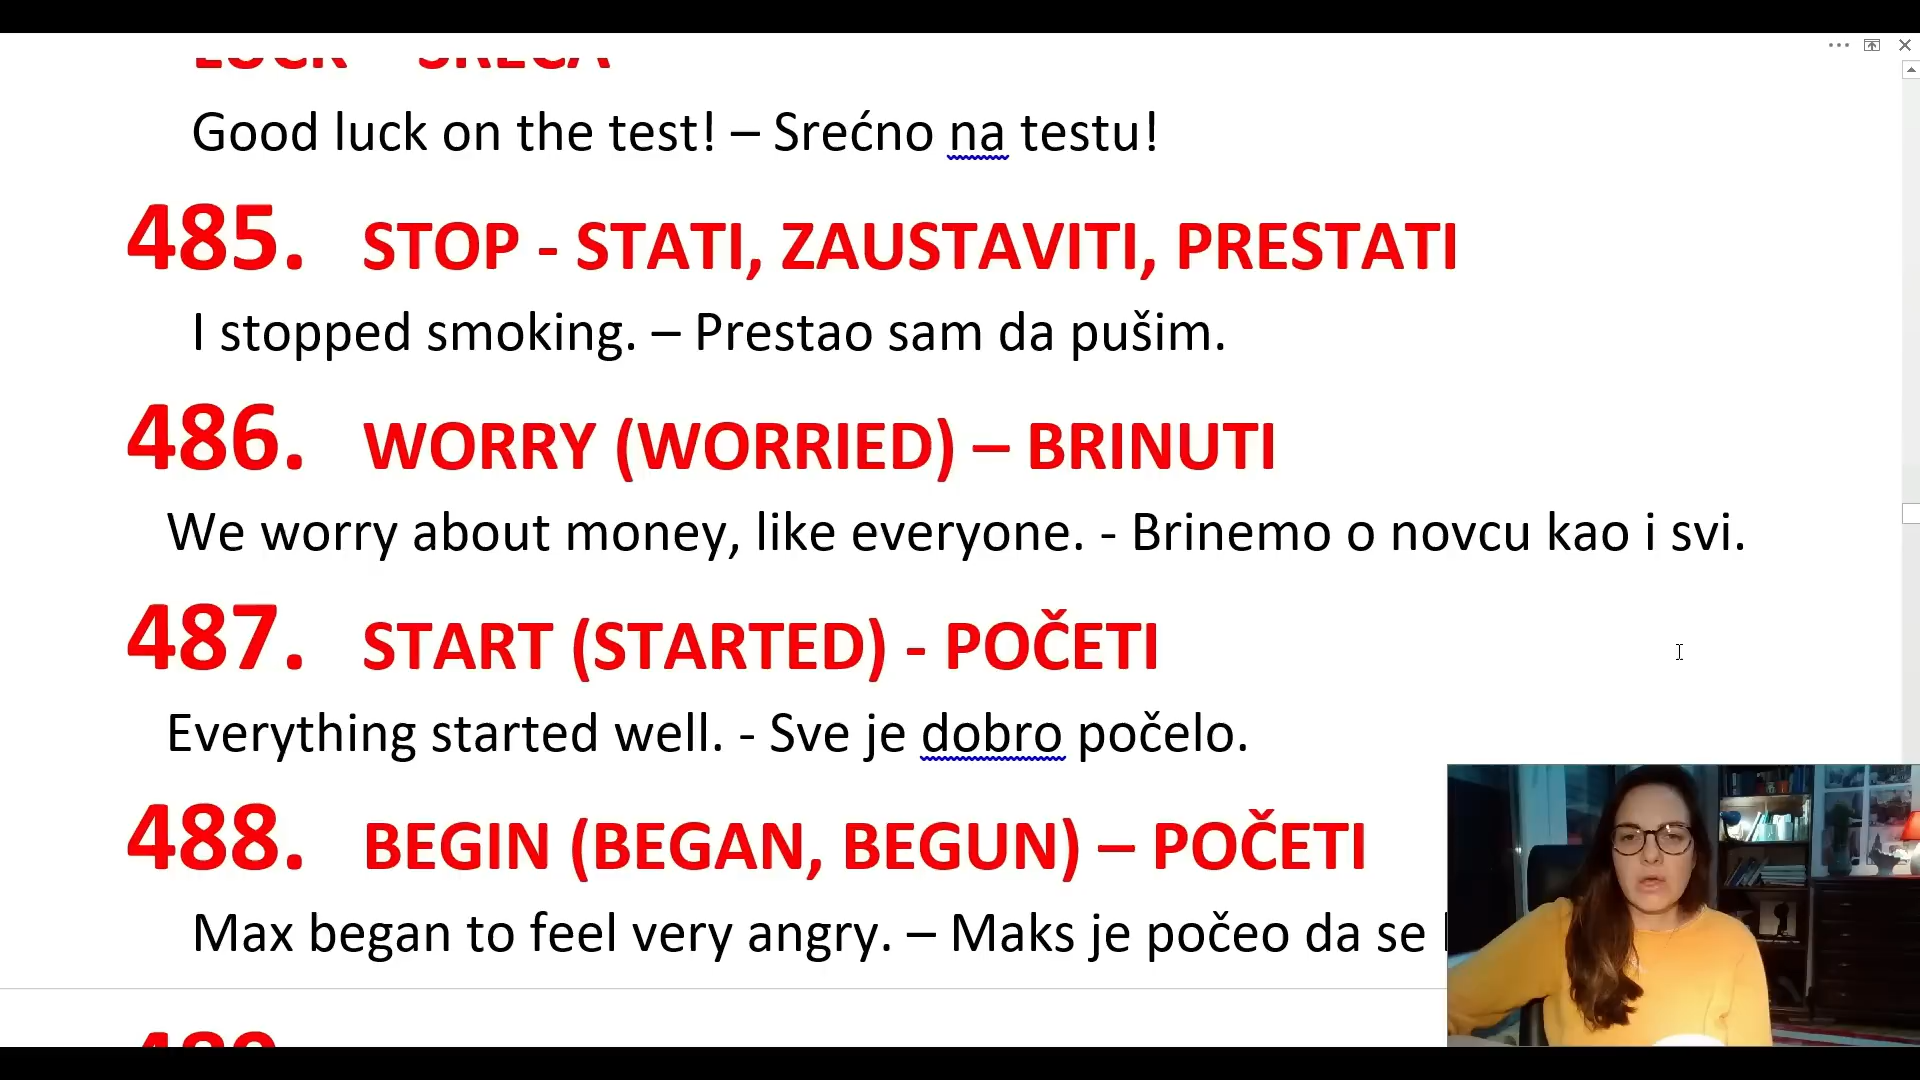 LUCK – SREĆA
Good luck on the test! – Srećno na testu!
485. STOP - STATI, ZAUSTAVITI, PRESTATI
I stopped smoking. – Prestao sam da pušim.
486. WORRY (WORRIED) – BRINUTI
We worry about money, like everyone. - Brinemo o novcu kao i svi.
487. START (STARTED) - POČETI
Everything started well. - Sve je dobro počelo.
488. BEGIN (BEGAN, BEGUN) – POČETI
Max began to feel very angry. – Maks je počeo da se
489.